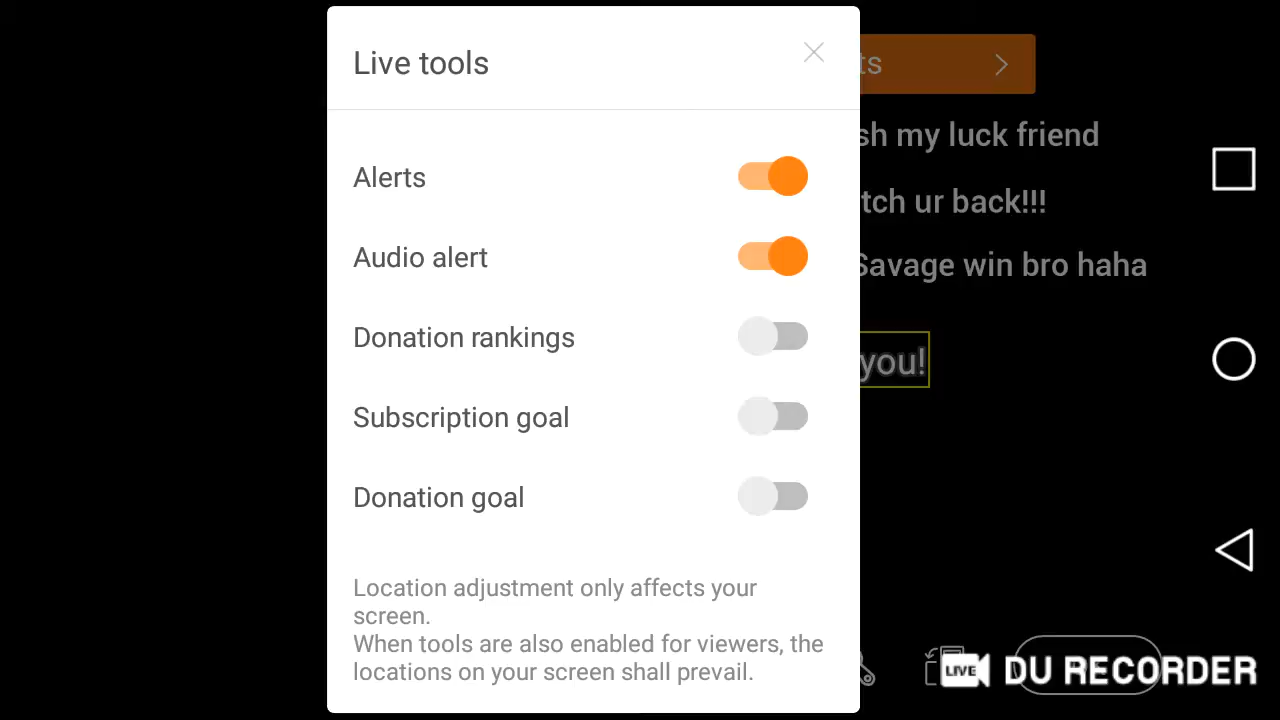 Live tools
ts
Alerts
sh my luck friend
Audio alert
tch ur back!!!
Savage win bro haha
Donation rankings
you!
Subscription goal
Donation goal
Location adjustment only affects your
screen.
When tools are also enabled for viewers, the
locations on your screen shall prevail.
LIVE DU RECORDER